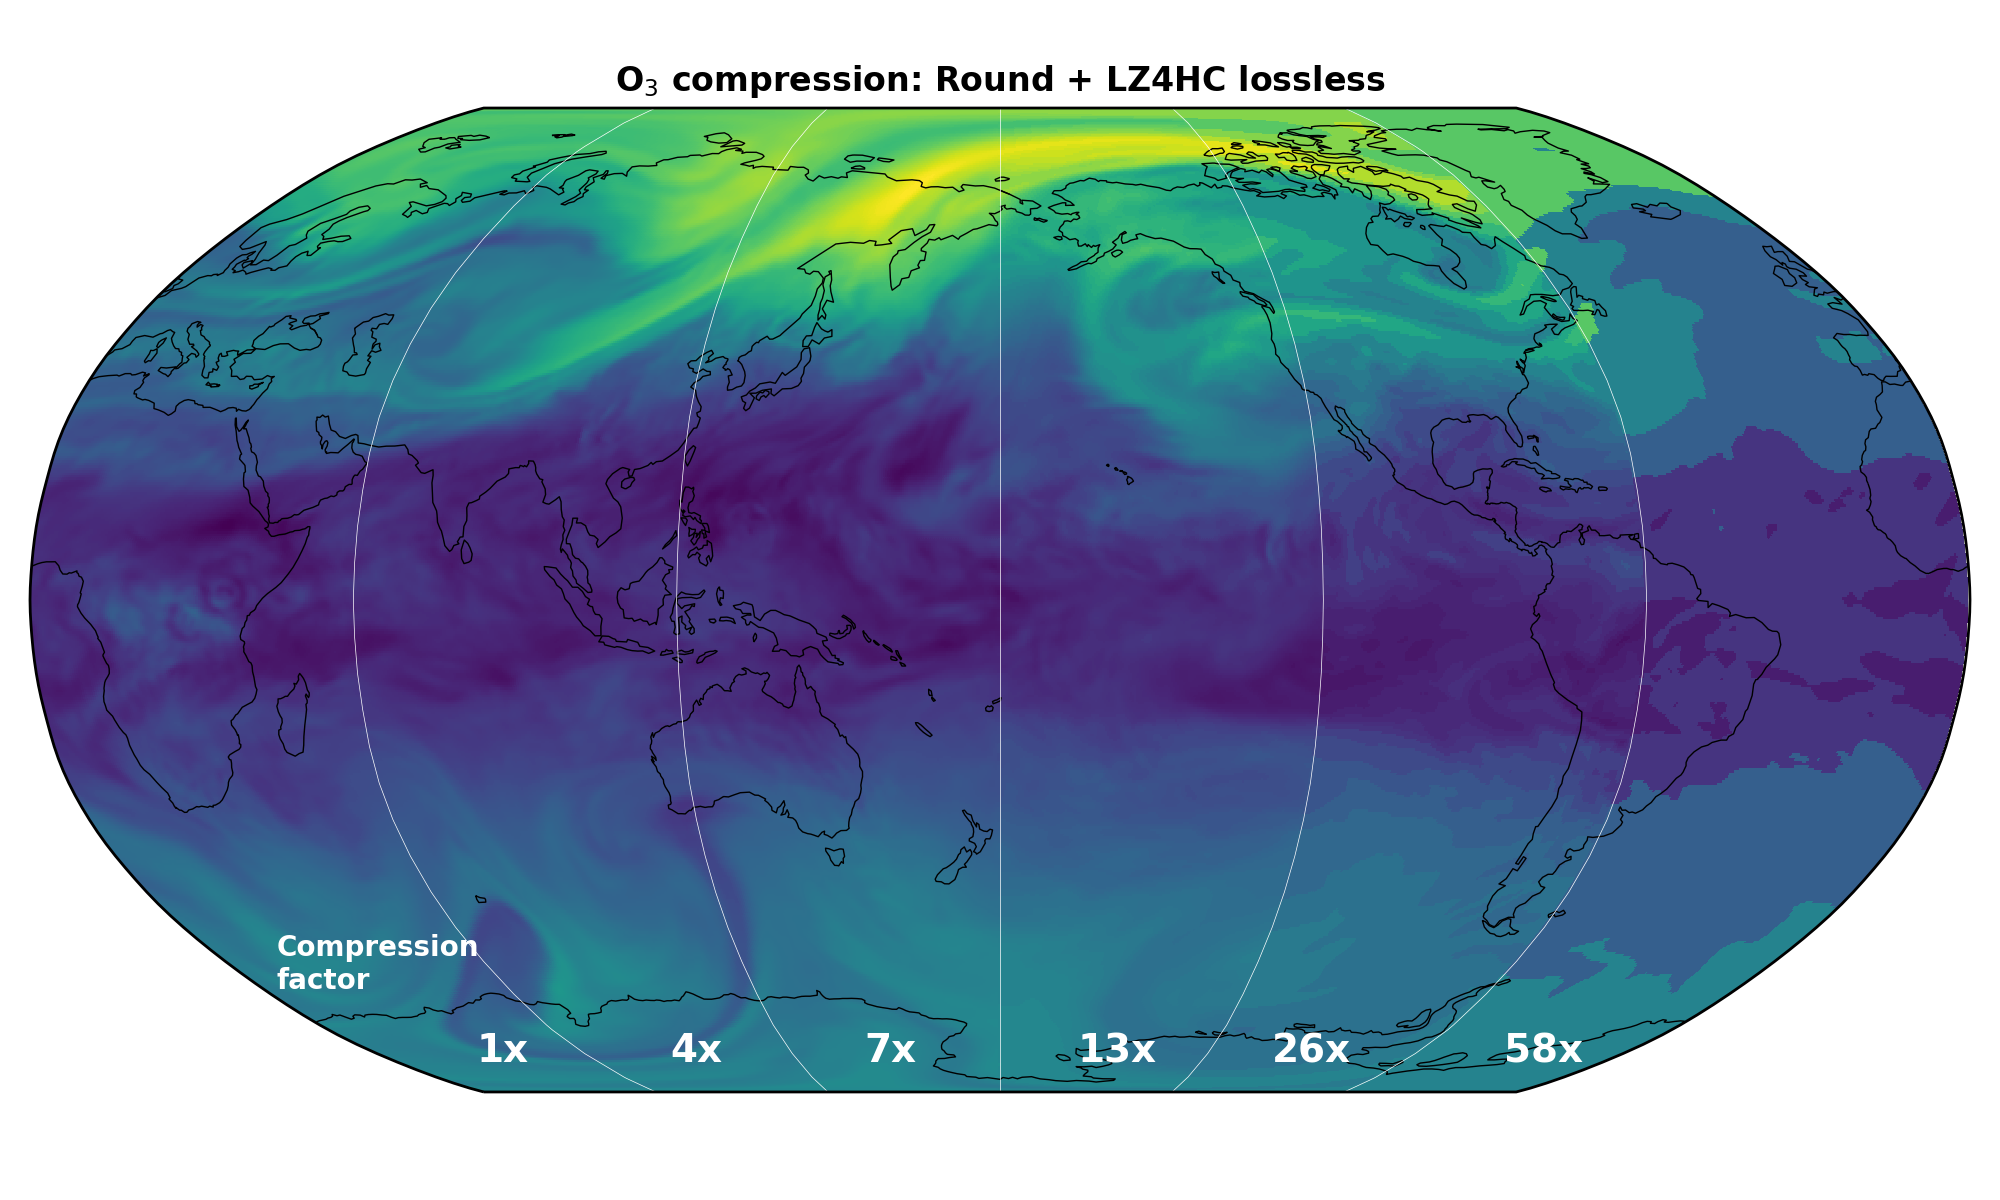 O₃ compression: Round + LZ4HC lossless
Compression
factor
1x 4x 7x 13x 26x 58x